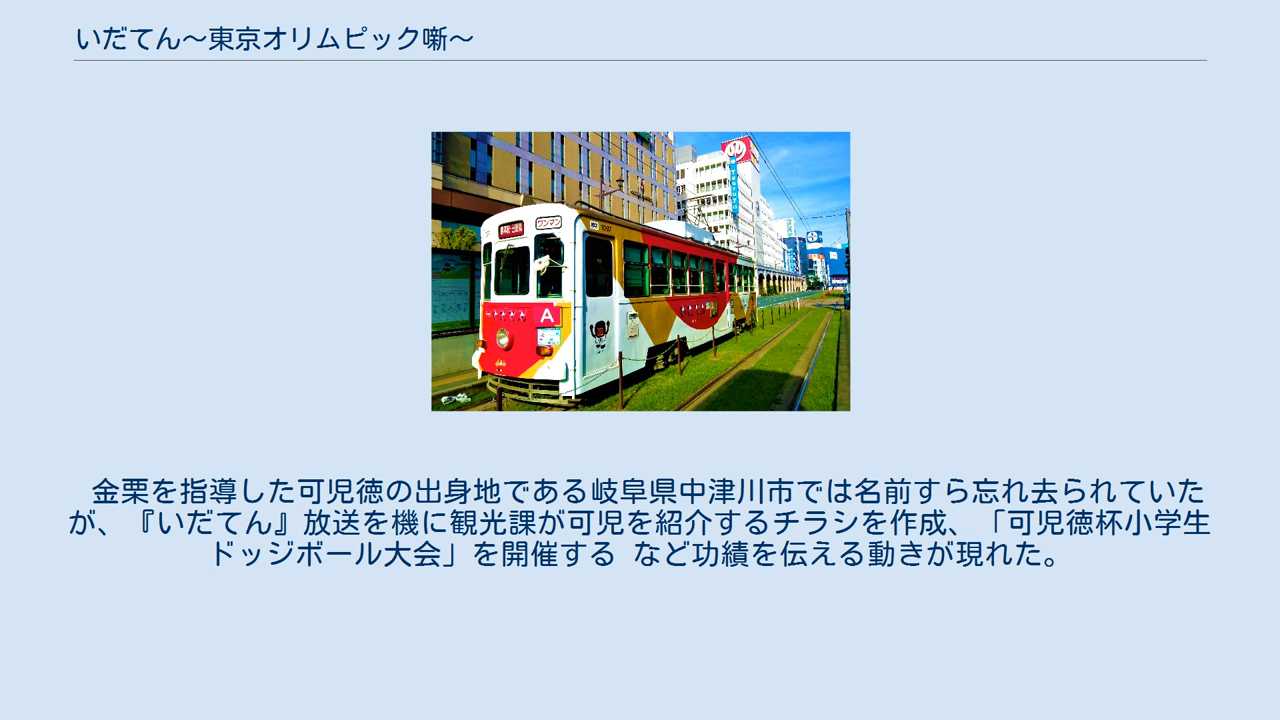 いだてん〜東京オリムピック噺〜
ワンマン
1097
A
金栗を指導した可児徳の出身地である岐阜県中津川市では名前すら忘れ去られていた
が、『いだてん』放送を機に観光課が可児を紹介するチラシを作成、「可児徳杯小学生
ドッジボール大会」を開催する など功績を伝える動きが現れた。